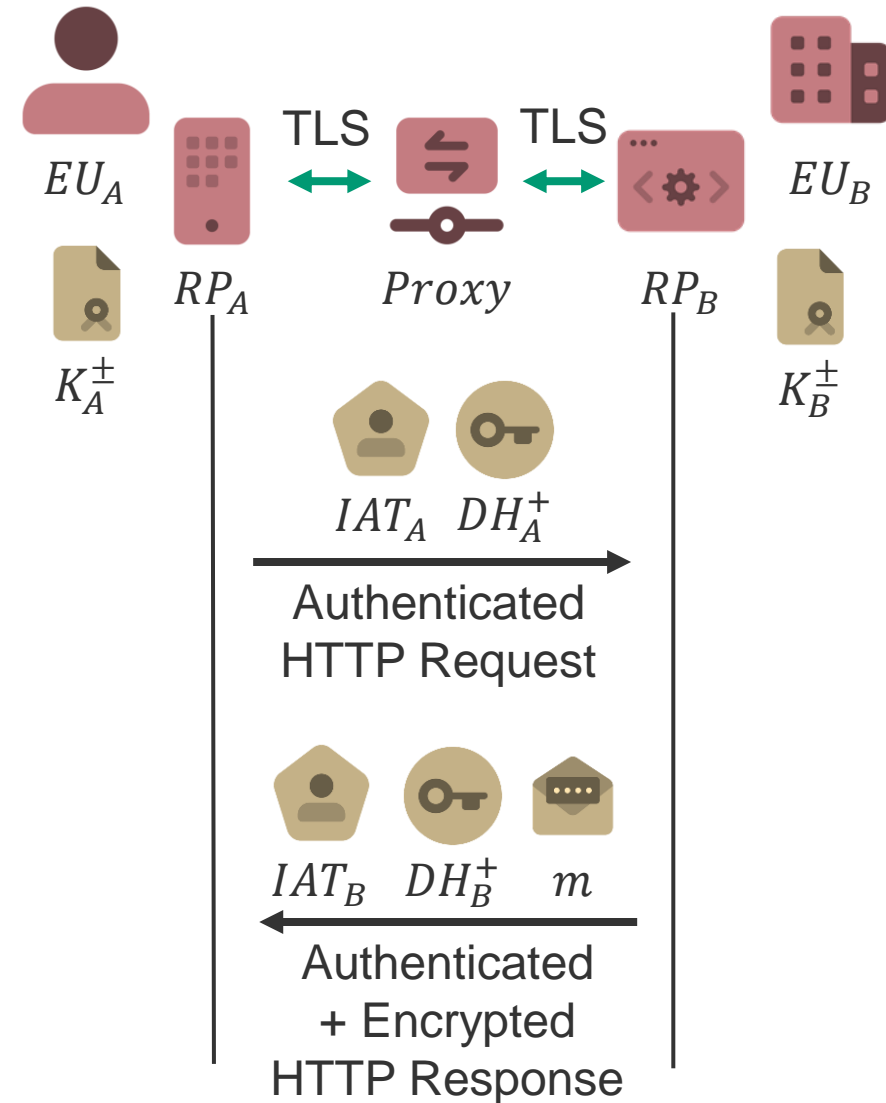 TLS TLS
EU_A EU_B
RP_A Proxy RP_B
K_A^± K_B^±
IAT_A DH_A^+
Authenticated
HTTP Request
IAT_B DH_B^+ m
Authenticated
+ Encrypted
HTTP Response